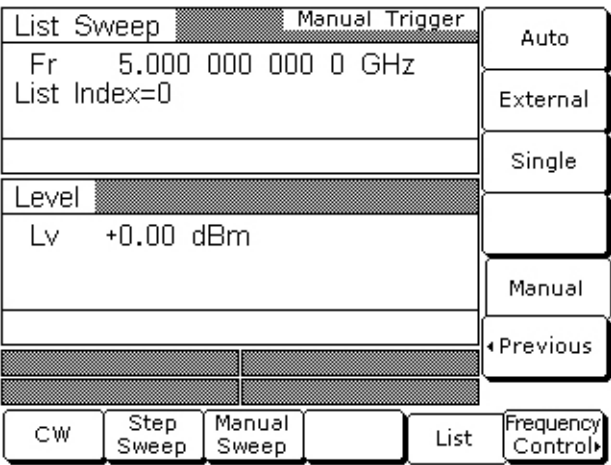 List Sweep Manual Trigger
Fr 5.000 000 000 0 GHz
List Index=0
Level
Lv +0.00 dBm
Auto
External
Single
Manual
◂Previous
CW
Step
Sweep
Manual
Sweep
List
Frequency
Control▸